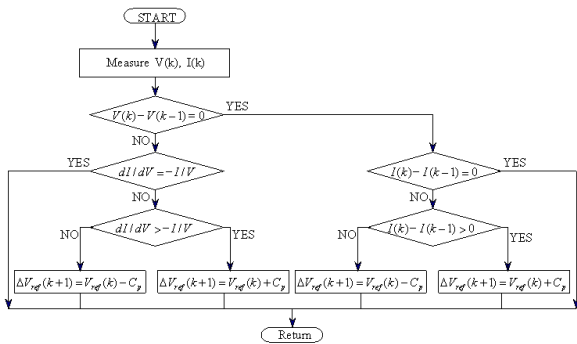 START
Measure V(k), I(k)
V(k)−V(k−1)=0
YES
NO
YES
dI/dV=−I/V
I(k)−I(k−1)=0
YES
NO
NO
NO
dI/dV>−I/V
YES
NO
I(k)−I(k−1)>0
YES
ΔV_ref(k+1)=V_ref(k)−C_p
ΔV_ref(k+1)=V_ref(k)+C_p
ΔV_ref(k+1)=V_ref(k)−C_p
ΔV_ref(k+1)=V_ref(k)+C_p
Return